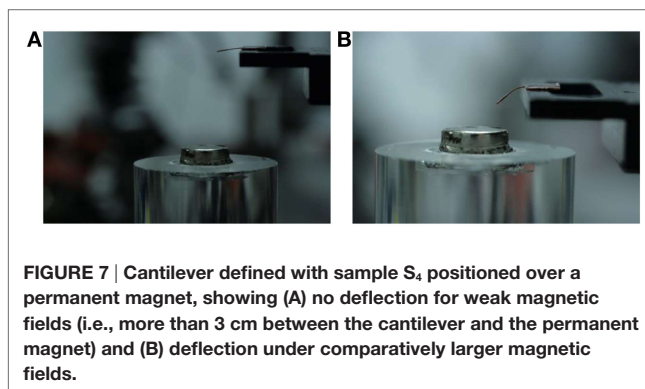 A B
FIGURE 7 | Cantilever defined with sample S₄ positioned over a
permanent magnet, showing (A) no deflection for weak magnetic
fields (i.e., more than 3 cm between the cantilever and the permanent
magnet) and (B) deflection under comparatively larger magnetic
fields.